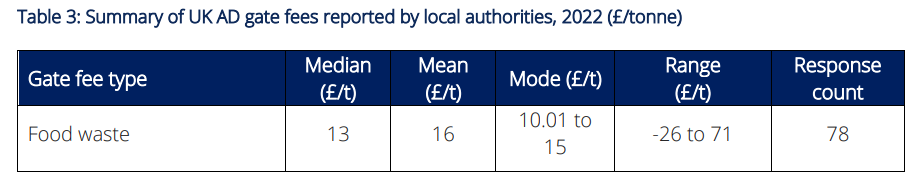 Table 3: Summary of UK AD gate fees reported by local authorities, 2022 (£/tonne)
Gate fee type Median (£/t) Mean (£/t) Mode (£/t) Range (£/t) Response count
Food waste 13 16 10.01 to 15 -26 to 71 78